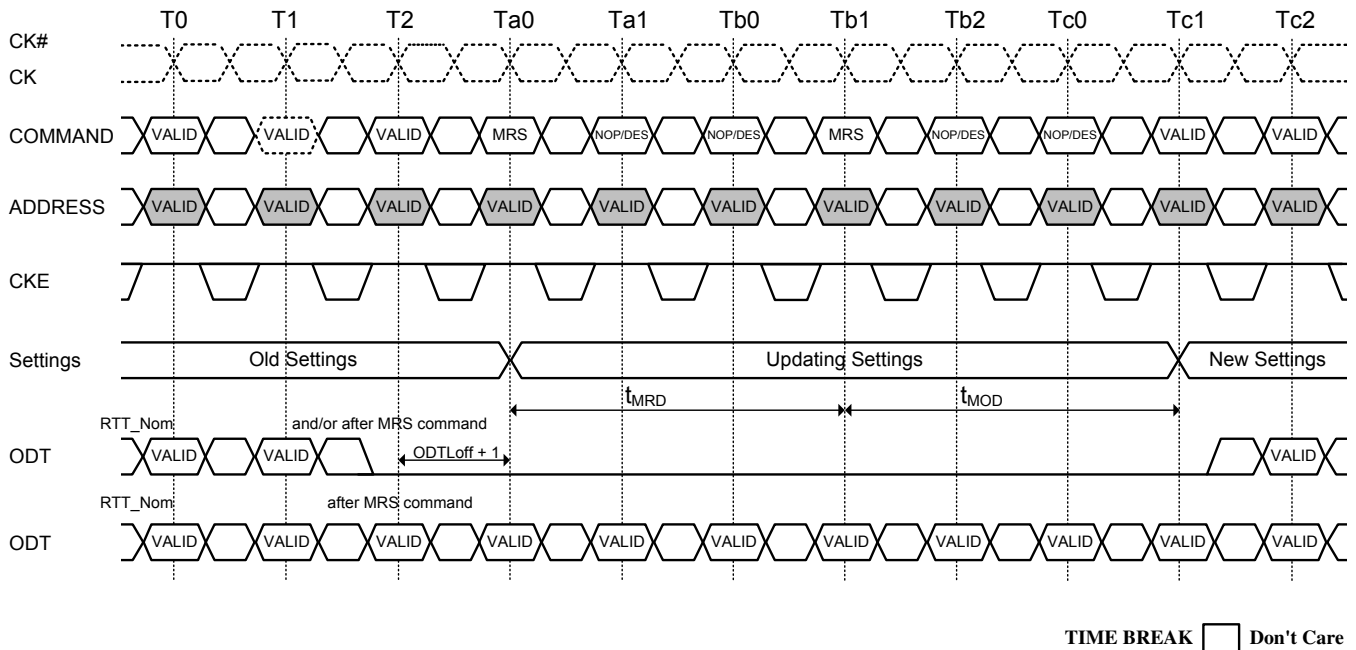 T0 T1 T2 Ta0 Ta1 Tb0 Tb1 Tb2 Tc0 Tc1 Tc2
CK#
CK
COMMAND VALID VALID VALID MRS NOP/DES NOP/DES MRS NOP/DES NOP/DES VALID VALID
ADDRESS VALID VALID VALID VALID VALID VALID VALID VALID VALID VALID VALID
CKE
Settings Old Settings Updating Settings New Settings
tMRD tMOD
RTT_Nom and/or after MRS command
ODT VALID VALID ODTLoff + 1 VALID
RTT_Nom after MRS command
ODT VALID VALID VALID VALID VALID VALID VALID VALID VALID VALID VALID
TIME BREAK Don't Care